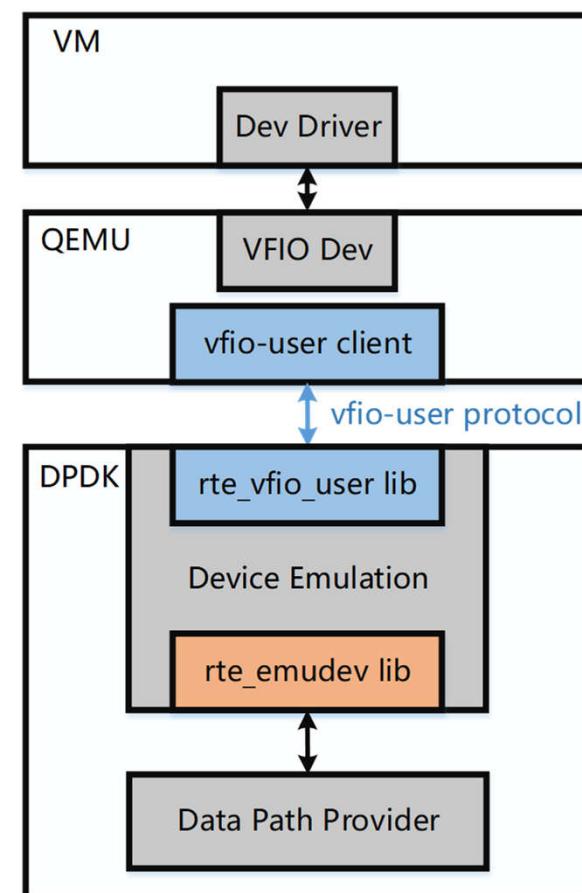 VM
Dev Driver
QEMU
VFIO Dev
vfio-user client
vfio-user protocol
DPDK
rte_vfio_user lib
Device Emulation
rte_emudev lib
Data Path Provider